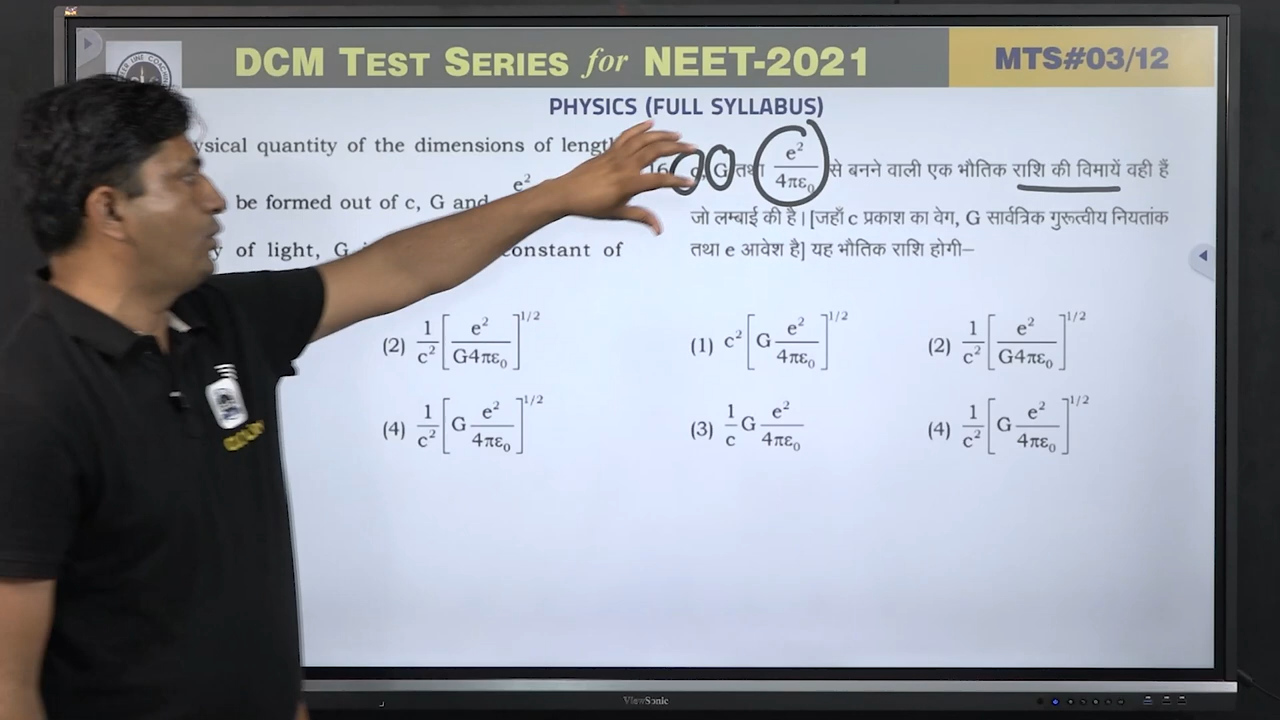 DCM TEST SERIES for NEET-2021
MTS#03/12
PHYSICS (FULL SYLLABUS)
quantity of the dimensions of
be formed out of c, G and e²
of light, G
of
(2) 1/c² [e²/G4πε₀]^1/2
(4) 1/c² [G e²/4πε₀]^1/2
c, G तथा e²/4πε₀ से बनने वाली एक भौतिक राशि की विमायें वही हैं
जो लम्बाई की है। [जहाँ c प्रकाश का वेग, G सार्वत्रिक गुरूत्वीय नियतांक
तथा e आवेश है] यह भौतिक राशि होगी–
(1) c² [G e²/4πε₀]^1/2 (2) 1/c² [e²/G4πε₀]^1/2
(3) 1/c G e²/4πε₀ (4) 1/c² [G e²/4πε₀]^1/2
ViewSonic